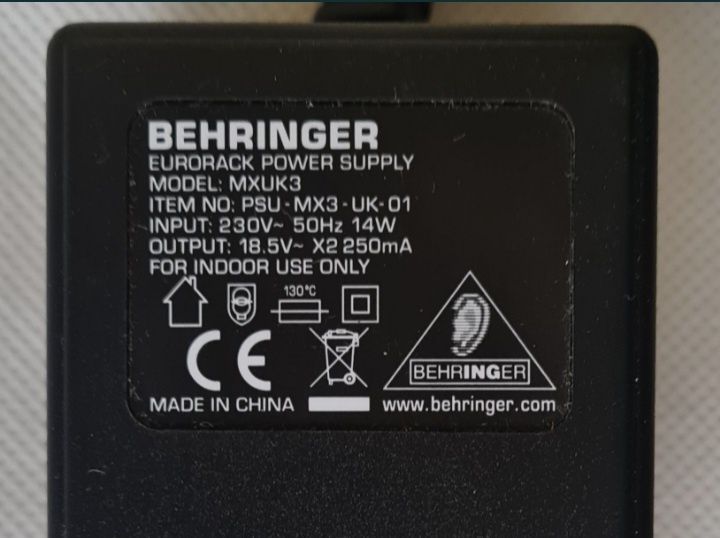 BEHRINGER
EURORACK POWER SUPPLY
MODEL: MXUK3
ITEM NO: PSU-MX3-UK-01
INPUT: 230V~ 50Hz 14W
OUTPUT: 18.5V~ X2 250mA
FOR INDOOR USE ONLY
130°C
CE
BEHRINGER
MADE IN CHINA
www.behringer.com